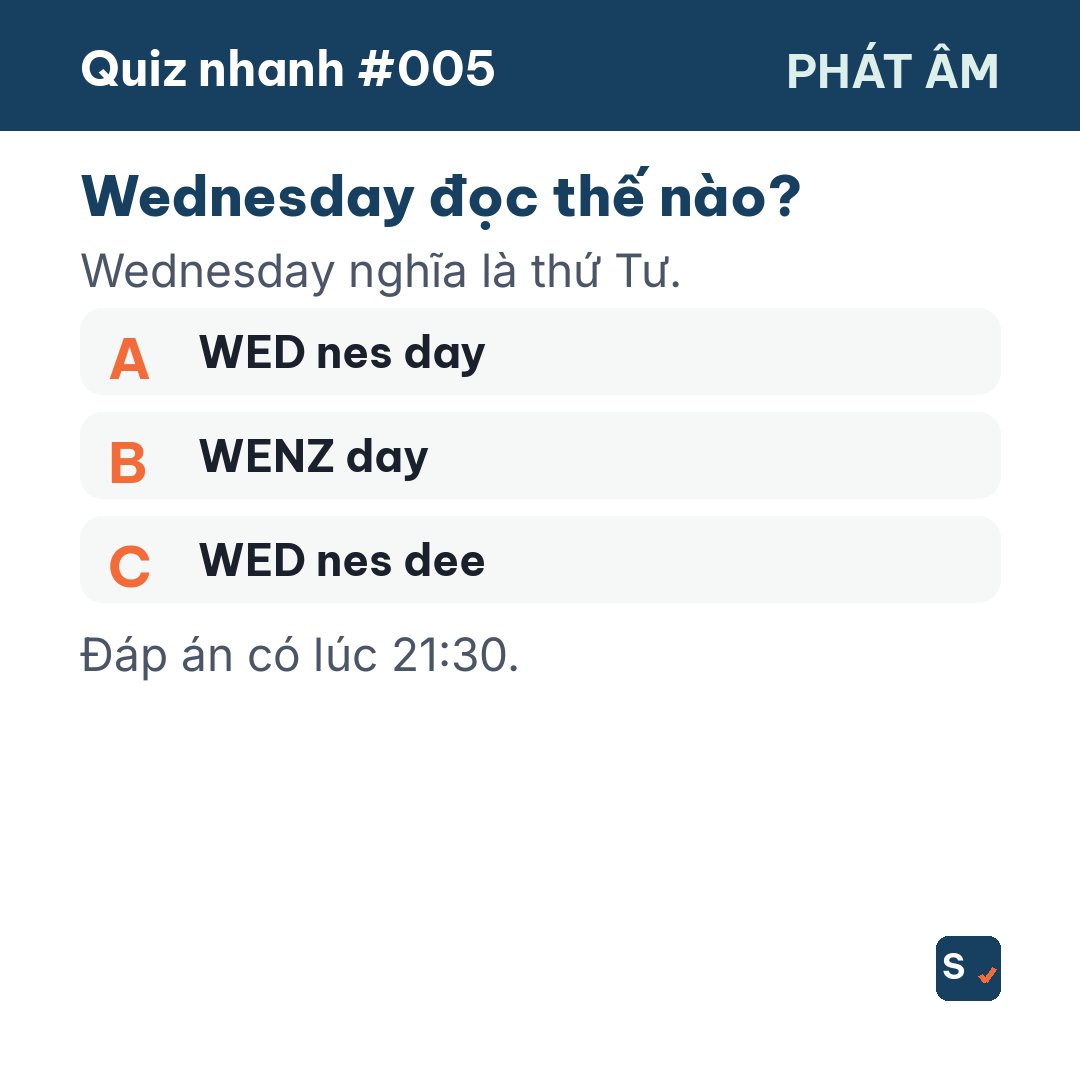 Quiz nhanh #005
PHÁT ÂM
Wednesday đọc thế nào?
Wednesday nghĩa là thứ Tư.
A WED nes day
B WENZ day
C WED nes dee
Đáp án có lúc 21:30.
S